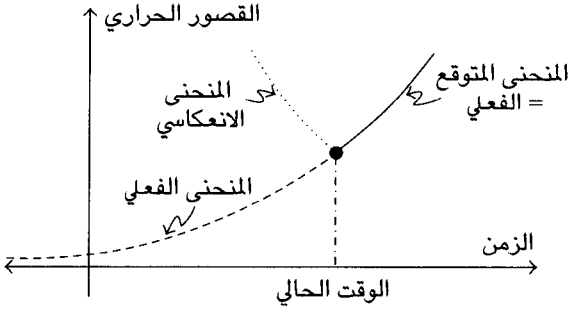 القصور الحراري
المنحنى المتوقع
= الفعلي
المنحنى
الانعكاسي
المنحنى الفعلي
الزمن
الوقت الحالي